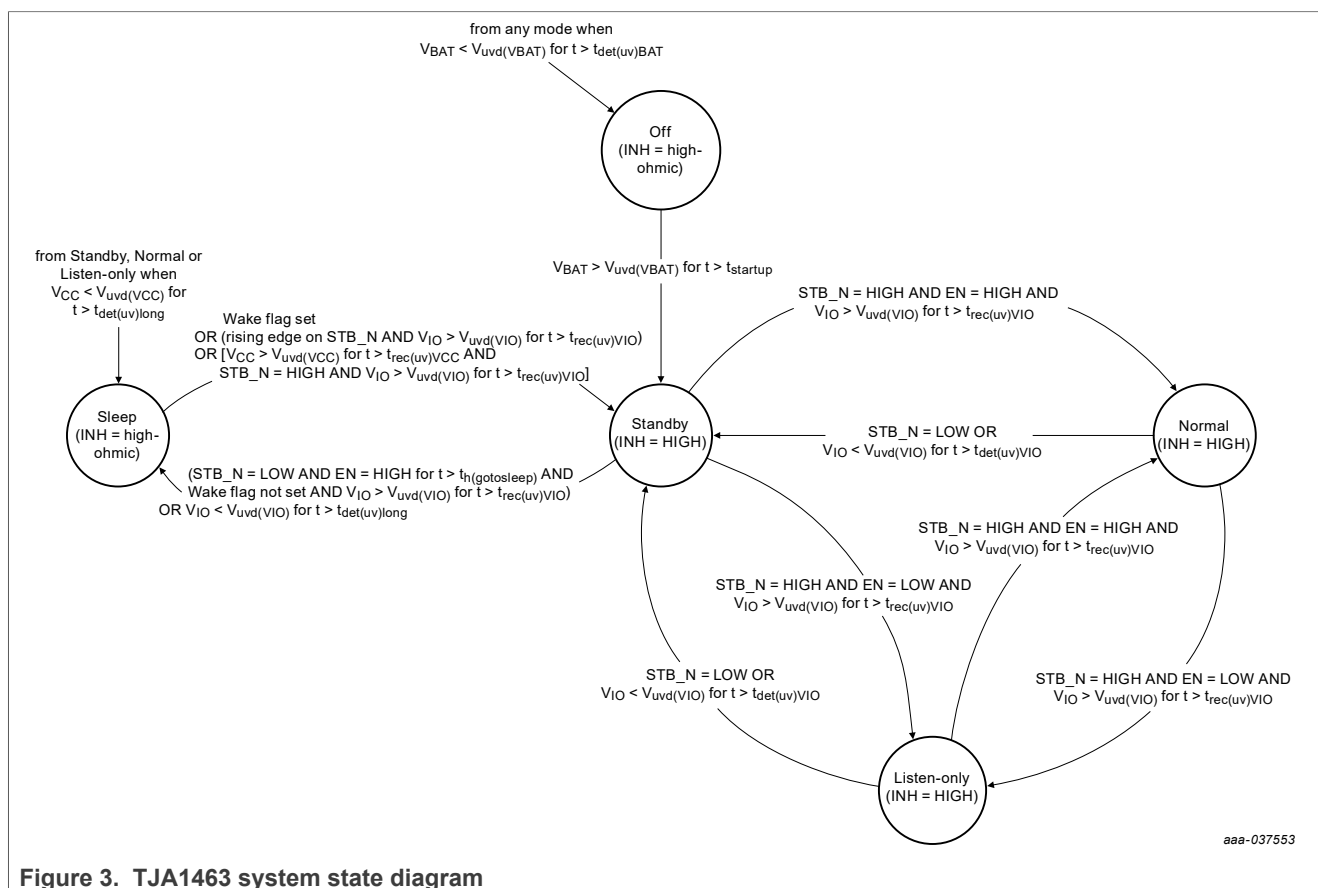 from any mode when
VBAT < Vuvd(VBAT) for t > tdet(uv)BAT
Off
(INH = high-
ohmic)
VBAT > Vuvd(VBAT) for t > tstartup
from Standby, Normal or
Listen-only when
VCC < Vuvd(VCC) for
t > tdet(uv)long
Wake flag set
OR (rising edge on STB_N AND VIO > Vuvd(VIO) for t > trec(uv)VIO)
OR [VCC > Vuvd(VCC) for t > trec(uv)VCC AND
STB_N = HIGH AND VIO > Vuvd(VIO) for t > trec(uv)VIO]
STB_N = HIGH AND EN = HIGH AND
VIO > Vuvd(VIO) for t > trec(uv)VIO
Sleep
(INH = high-
ohmic)
Standby
(INH = HIGH)
Normal
(INH = HIGH)
STB_N = LOW OR
VIO < Vuvd(VIO) for t > tdet(uv)VIO
(STB_N = LOW AND EN = HIGH for t > th(gotosleep) AND
Wake flag not set AND VIO > Vuvd(VIO) for t > trec(uv)VIO)
OR VIO < Vuvd(VIO) for t > tdet(uv)long
STB_N = HIGH AND EN = HIGH AND
VIO > Vuvd(VIO) for t > trec(uv)VIO
STB_N = HIGH AND EN = LOW AND
VIO > Vuvd(VIO) for t > trec(uv)VIO
STB_N = LOW OR
VIO < Vuvd(VIO) for t > tdet(uv)VIO
STB_N = HIGH AND EN = LOW AND
VIO > Vuvd(VIO) for t > trec(uv)VIO
Listen-only
(INH = HIGH)
aaa-037553
Figure 3. TJA1463 system state diagram